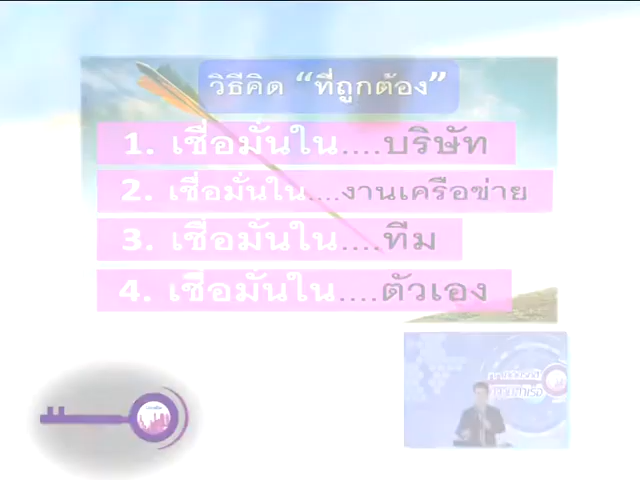 วิธีคิด “ที่ถูกต้อง”
1. เชื่อมั่นใน....บริษัท
2. เชื่อมั่นใน....งานเครือข่าย
3. เชื่อมั่นใน....ทีม
4. เชื่อมั่นใน....ตัวเอง